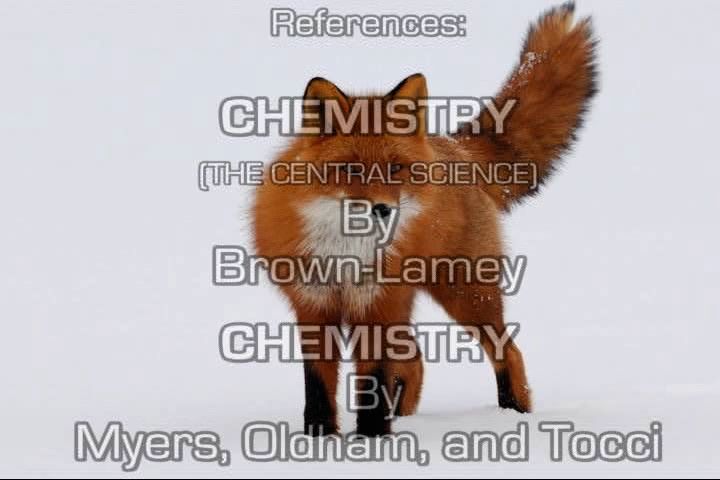 References:
CHEMISTRY
(THE CENTRAL SCIENCE)
By
Brown-Lamey
CHEMISTRY
By
Myers, Oldham, and Tocci